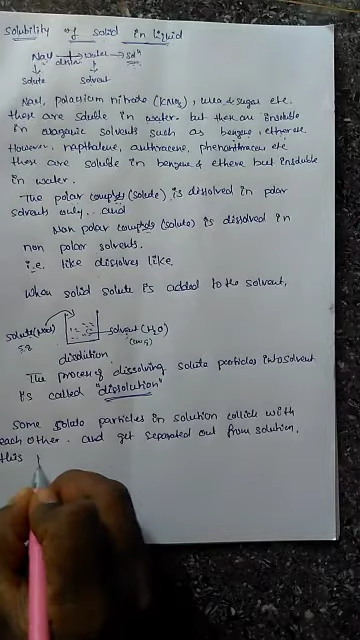 Solubility of solid in liquid
NaCl + water → Solⁿ
Solute Solvent
NaCl, potassium nitrate (KNO₃), urea & sugar etc.
these are soluble in water. but these are insoluble
in organic solvents such as benzene, ether etc.
However, napthalene, anthracene, phenanthracene etc
these are soluble in benzene & ethere but insoluble
in water.
The polar compds (solute) is dissolved in polar
solvents only. and
Non polar compds (solute) is dissolved in
non polar solvents.
i.e. like dissolves like.
When solid solute is added to the solvent,
solute (NaCl) solvent (H₂O)
dissolution
The process of dissolving solute particles into solvent
is called "dissolution"
Some solute particles in solution collide with
each other. and get separated out from solution,
this